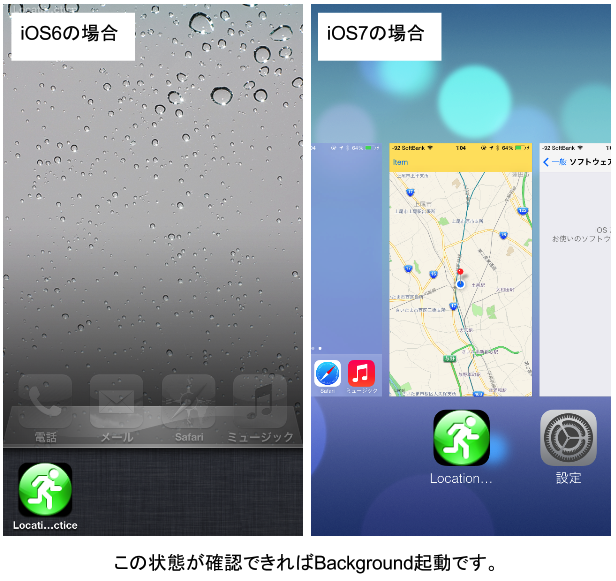 iOS6の場合
電話
メール
Safari
ミュージック
Locati...ctice
iOS7の場合
64%
-92 SoftBank
1:04
64%
-92 SoftBank
Item
一般
ソフトウェア
OS
お使いのソフトウ
Safari
ミュージック
Location...
設定
この状態が確認できればBackground起動です。